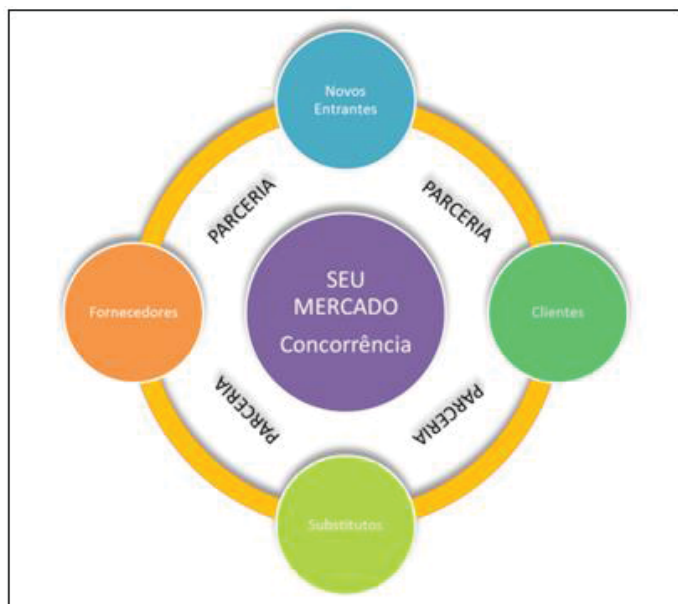 Novos
Entrantes
PARCERIA
PARCERIA
SEU
MERCADO
Concorrência
Fornecedores
Clientes
PARCERIA
PARCERIA
Substitutos